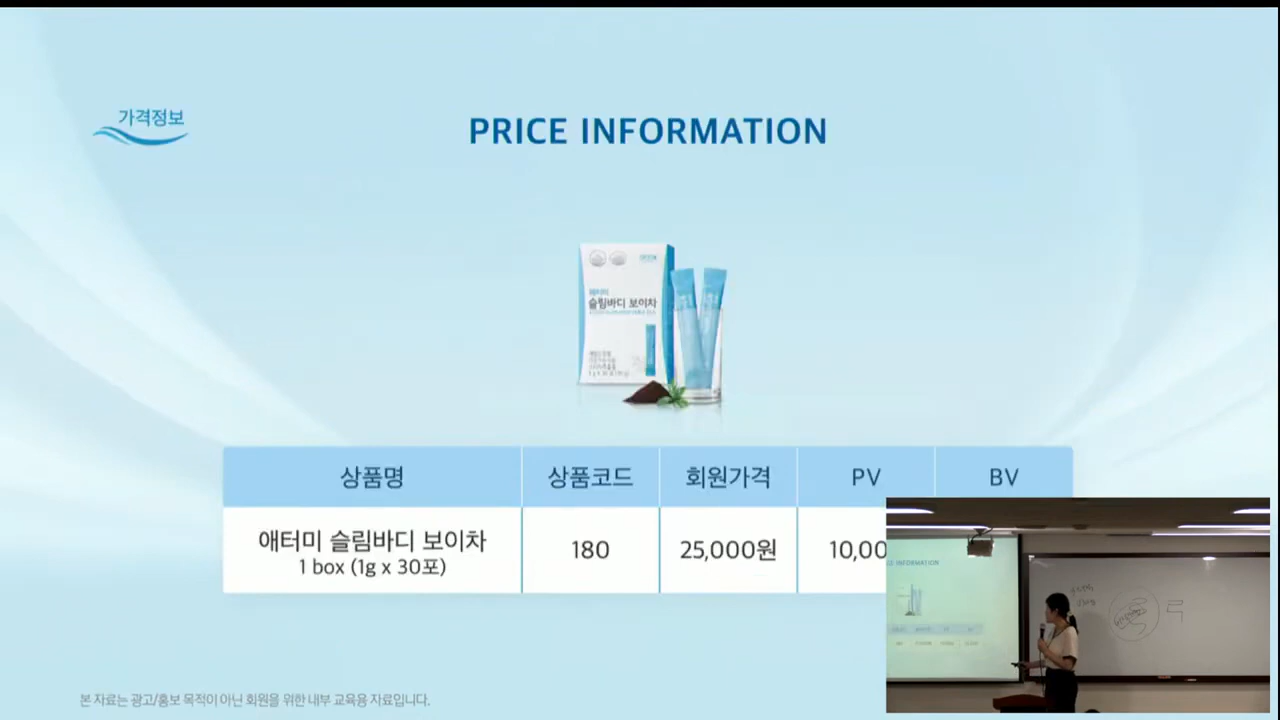 가격정보
PRICE INFORMATION
애터미
슬림바디 보이차
상품명
상품코드
회원가격
PV
BV
애터미 슬림바디 보이차
1 box (1g x 30포)
180
25,000원
10,00
본 자료는 광고/홍보 목적이 아닌 회원을 위한 내부 교육용 자료입니다.
INFORMATION